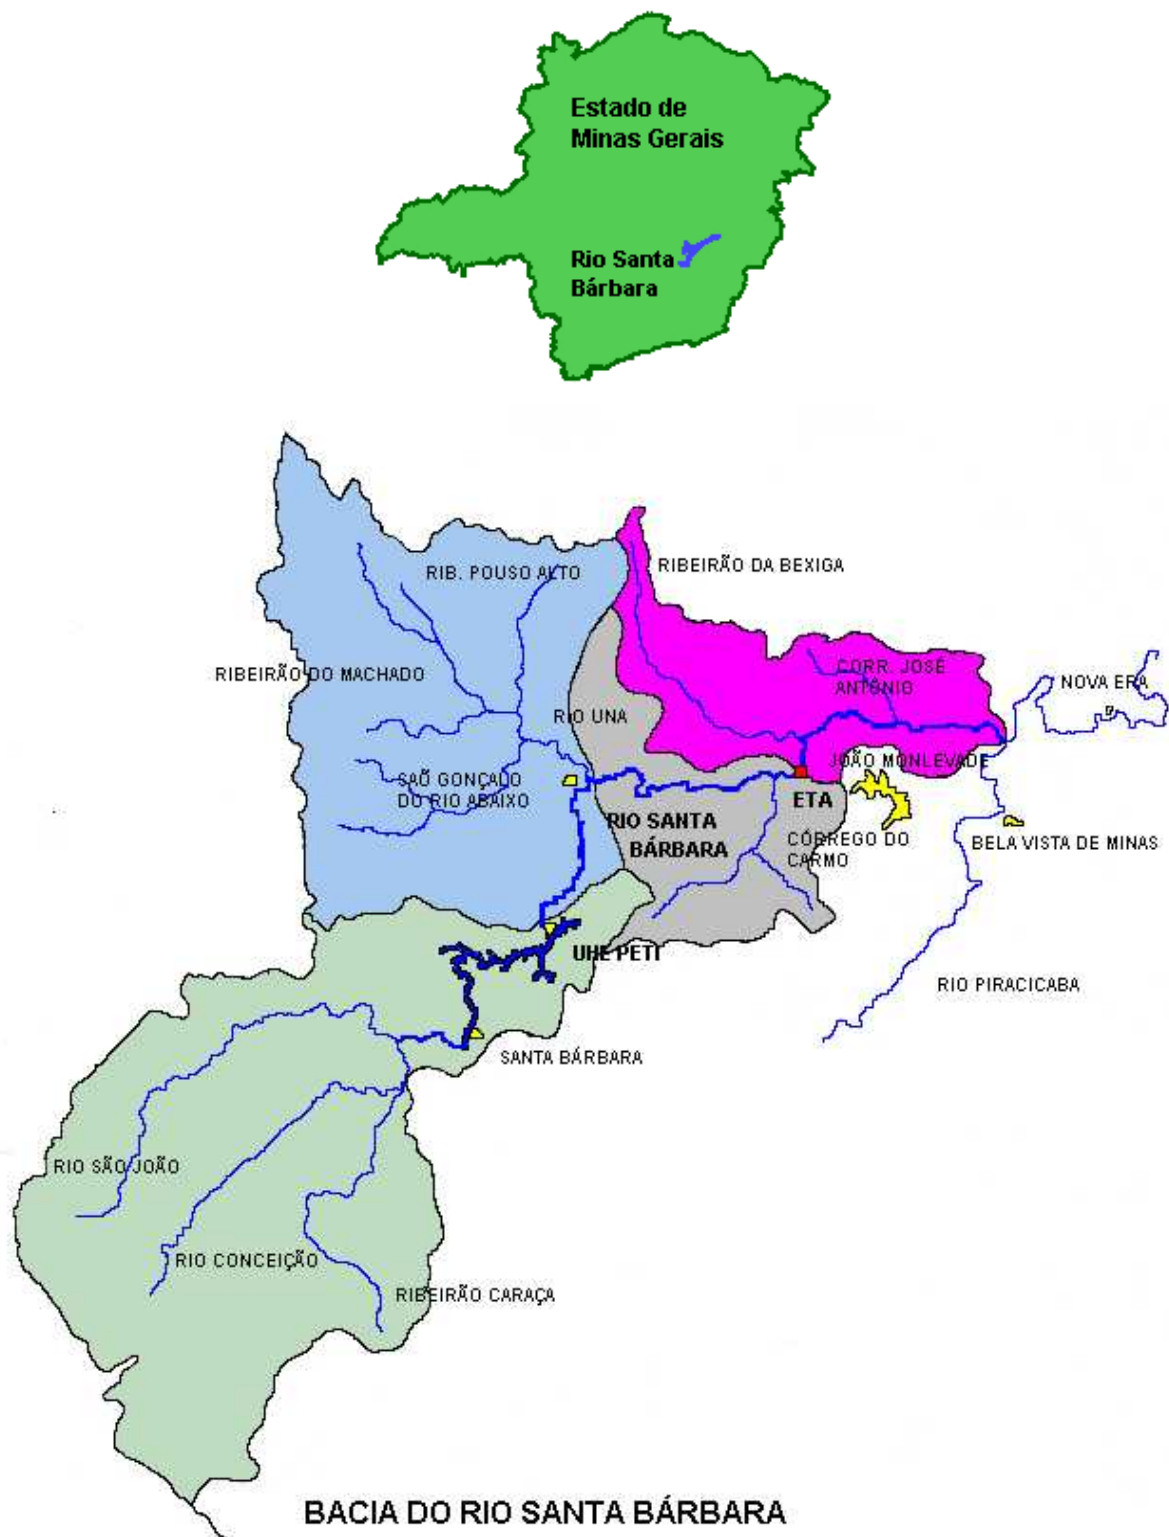 Estado de
Minas Gerais
Rio Santa
Bárbara
RIBEIRÃO DA BEXIGA
RIB. POUSO ALTO
RIBEIRÃO DO MACHADO
CORR. JOSÉ
ANTÔNIO
NOVA ERA
RIO UNA
JOÃO MONLEVADE
SAÕ GONÇALO
DO RIO ABAIXO
ETA
RIO SANTA
BÁRBARA
CÓRREGO DO
CARMO
BELA VISTA DE MINAS
UHE PETI
RIO PIRACICABA
SANTA BÁRBARA
RIO SÃO JOÃO
RIO CONCEIÇÃO
RIBEIRÃO CARAÇA
BACIA DO RIO SANTA BÁRBARA